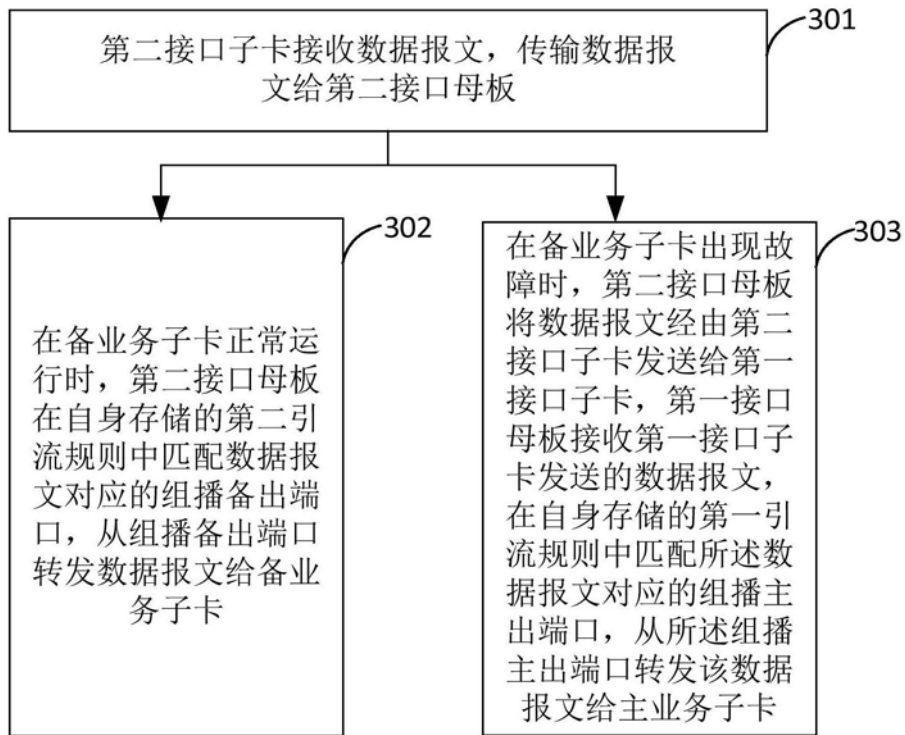 301
第二接口子卡接收数据报文，传输数据报
文给第二接口母板
302
在备业务子卡正常运
行时，第二接口母板
在自身存储的第二引
流规则中匹配数据报
文对应的组播备出端
口，从组播备出端口
转发数据报文给备业
务子卡
303
在备业务子卡出现故
障时，第二接口母板
将数据报文经由第二
接口子卡发送给第一
接口子卡，第一接口
母板接收第一接口子
卡发送的数据报文，
在自身存储的第一引
流规则中匹配所述数
据报文对应的组播主
出端口，从所述组播
主出端口转发该数据
报文给主业务子卡